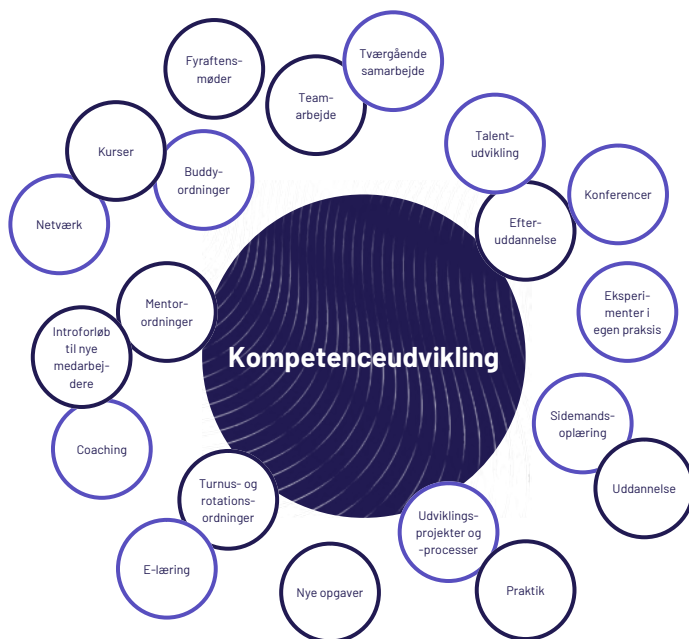 Fyraftens-
møder
Team-
arbejde
Tværgående
samarbejde
Talent-
udvikling
Konferencer
Efter-
uddannelse
Kurser
Buddy-
ordninger
Netværk
Mentor-
ordninger
Eksperi-
menter i
egen praksis
Introforløb
til nye
medarbej-
dere
Kompetenceudvikling
Coaching
Sidemands-
oplæring
Uddannelse
Turnus- og
rotations-
ordninger
Udviklings-
projekter og
-processer
E-læring
Nye opgaver
Praktik